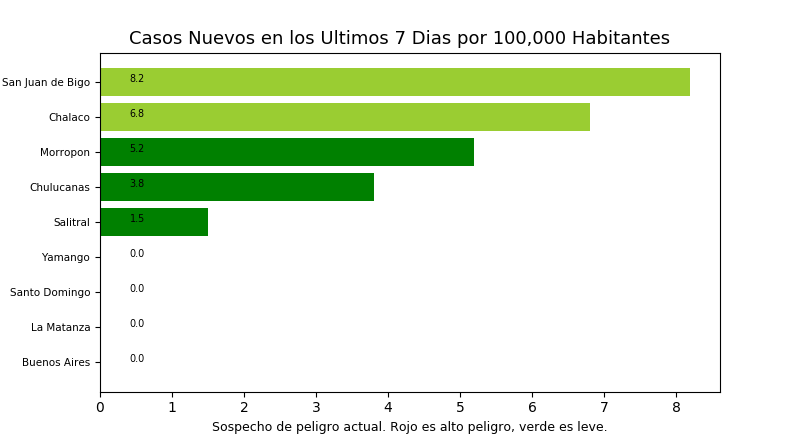 Casos Nuevos en los Ultimos 7 Dias por 100,000 Habitantes
San Juan de Bigo 8.2
Chalaco 6.8
Morropon 5.2
Chulucanas 3.8
Salitral 1.5
Yamango 0.0
Santo Domingo 0.0
La Matanza 0.0
Buenos Aires 0.0
0 1 2 3 4 5 6 7 8
Sospecho de peligro actual. Rojo es alto peligro, verde es leve.